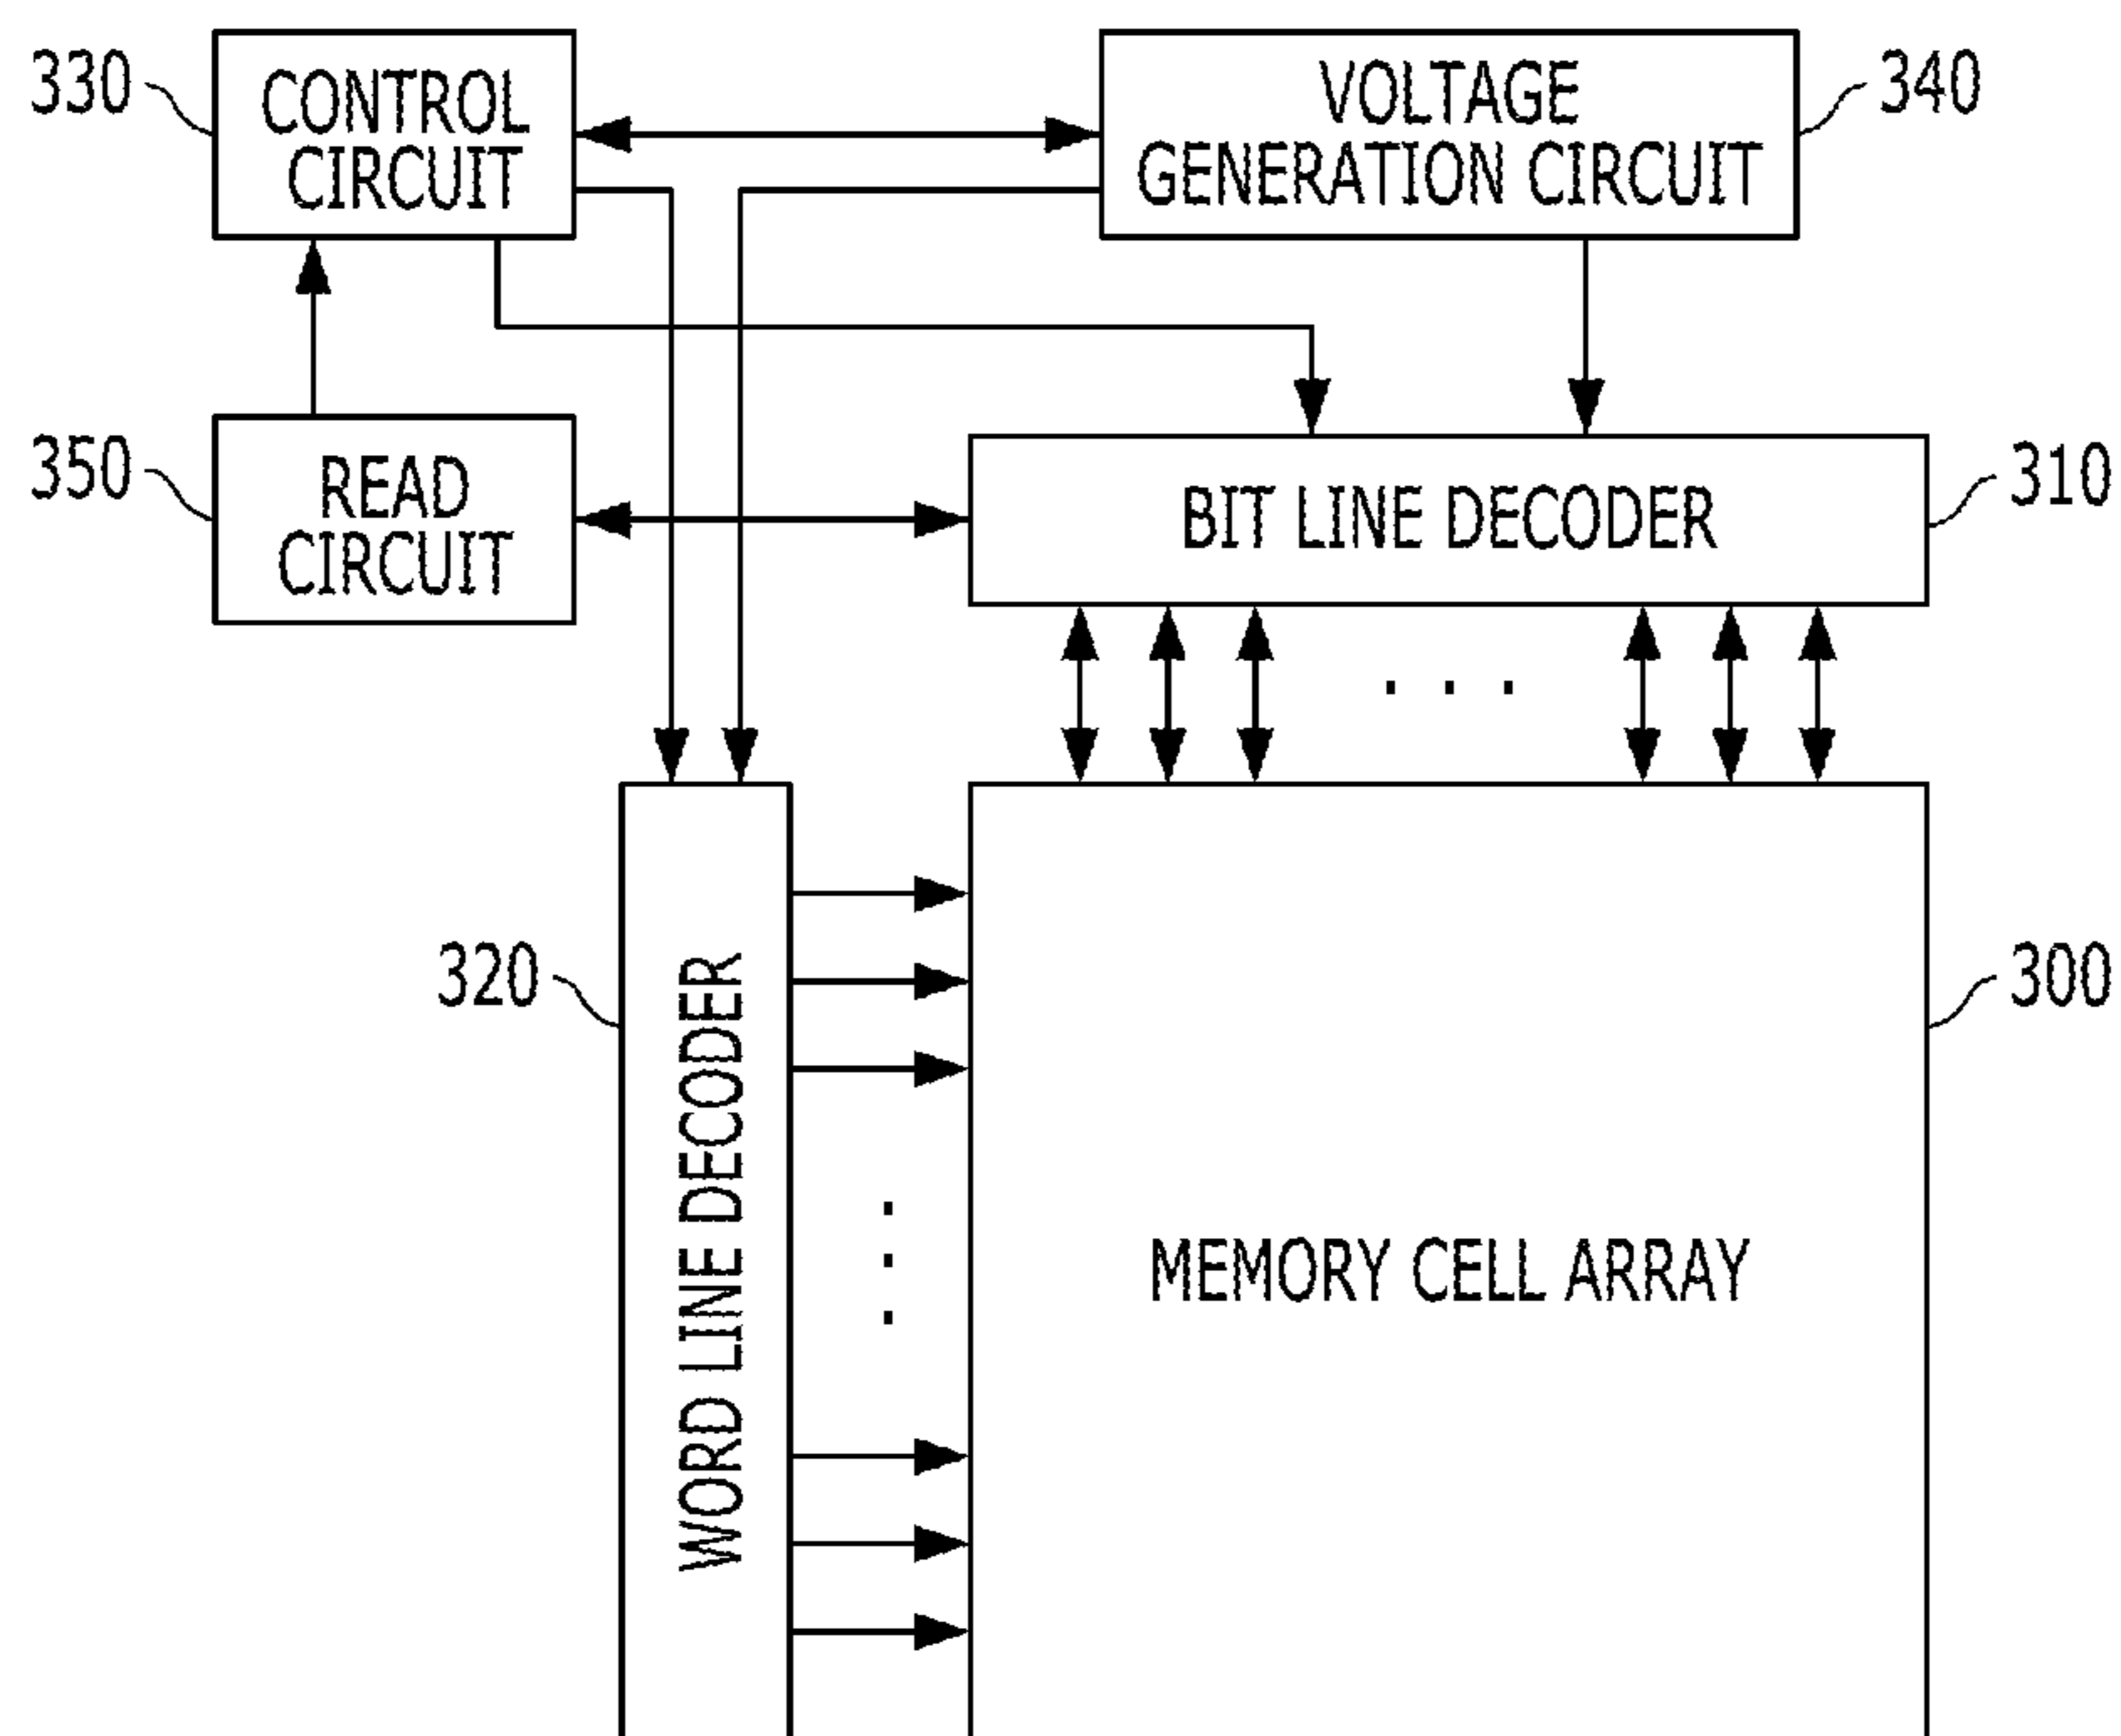 330
CONTROL
CIRCUIT
VOLTAGE
GENERATION CIRCUIT
340
350
READ
CIRCUIT
BIT LINE DECODER
310
320
WORD LINE DECODER
MEMORY CELL ARRAY
300